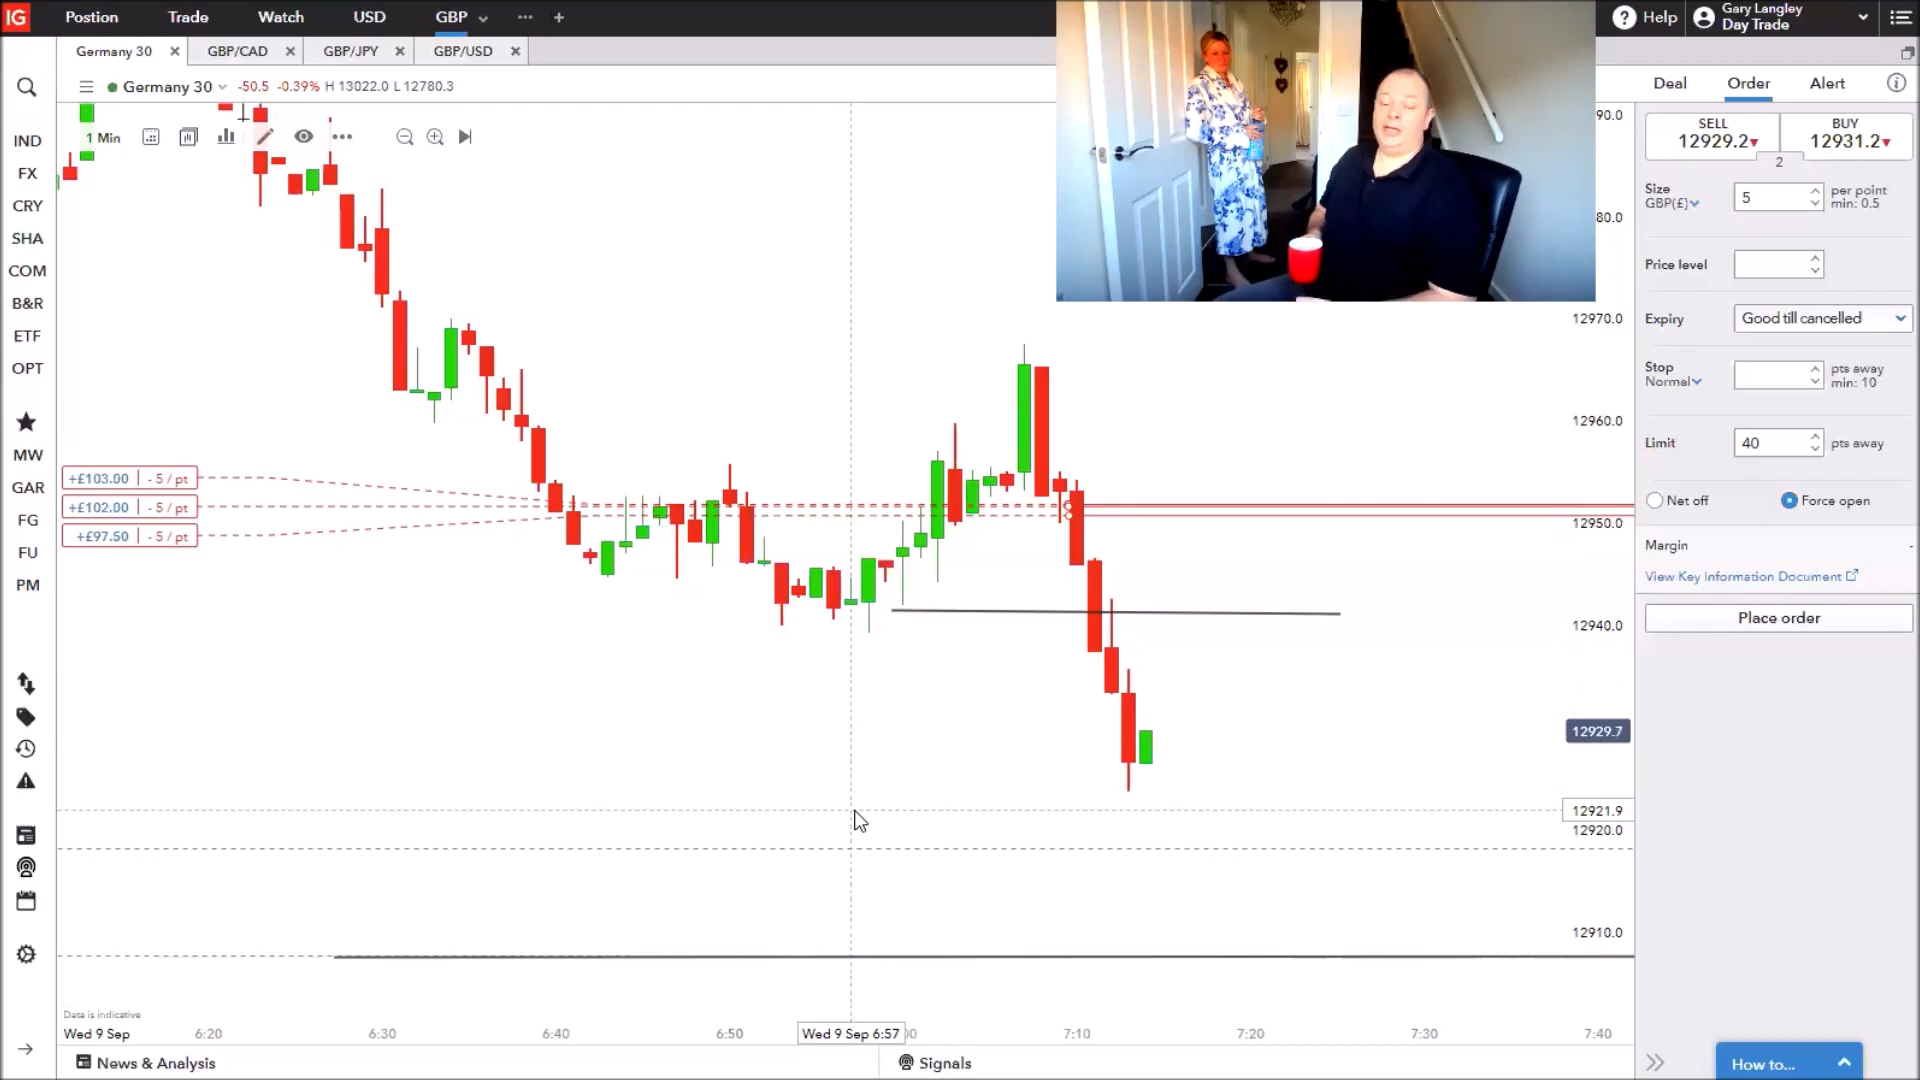 IG Postion Trade Watch USD GBP ··· + Help Gary Langley
Day Trade
Germany 30 × GBP/CAD × GBP/JPY × GBP/USD ×
Germany 30 -50.5 -0.39% H 13022.0 L 12780.3
1 Min
IND
FX
CRY
SHA
COM
B&R
ETF
OPT
MW
GAR
FG
FU
PM
+£103.00 | - 5 / pt
+£102.00 | - 5 / pt
+£97.50 | - 5 / pt
90.0
80.0
12970.0
12960.0
12950.0
12940.0
12929.7
12921.9
12920.0
12910.0
Data is indicative
Wed 9 Sep 6:20 6:30 6:40 6:50 Wed 9 Sep 6:57 00 7:10 7:20 7:30 7:40
News & Analysis Signals
Deal Order Alert
SELL BUY
12929.2 12931.2
2
Size 5 per point
GBP(£) min: 0.5
Price level
Expiry Good till cancelled
Stop pts away
Normal min: 10
Limit 40 pts away
Net off Force open
Margin -
View Key Information Document
Place order
How to...